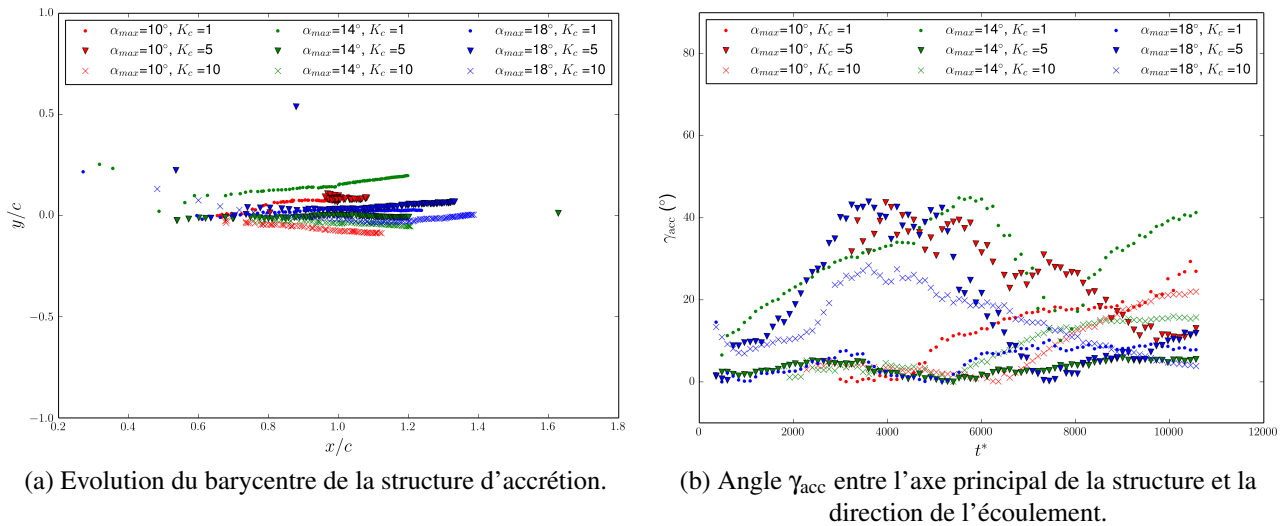 α_max=10°, K_c=1 α_max=14°, K_c=1 α_max=18°, K_c=1
α_max=10°, K_c=5 α_max=14°, K_c=5 α_max=18°, K_c=5
α_max=10°, K_c=10 α_max=14°, K_c=10 α_max=18°, K_c=10
1.0
0.5
0.0
−0.5
−1.0
y/c
0.2 0.4 0.6 0.8 1.0 1.2 1.4 1.6 1.8
x/c
(a) Evolution du barycentre de la structure d'accrétion.
α_max=10°, K_c=1 α_max=14°, K_c=1 α_max=18°, K_c=1
α_max=10°, K_c=5 α_max=14°, K_c=5 α_max=18°, K_c=5
α_max=10°, K_c=10 α_max=14°, K_c=10 α_max=18°, K_c=10
80
60
40
20
0
γ_acc (°)
0 2000 4000 6000 8000 10000 12000
t*
(b) Angle γ_acc entre l'axe principal de la structure et la
direction de l'écoulement.